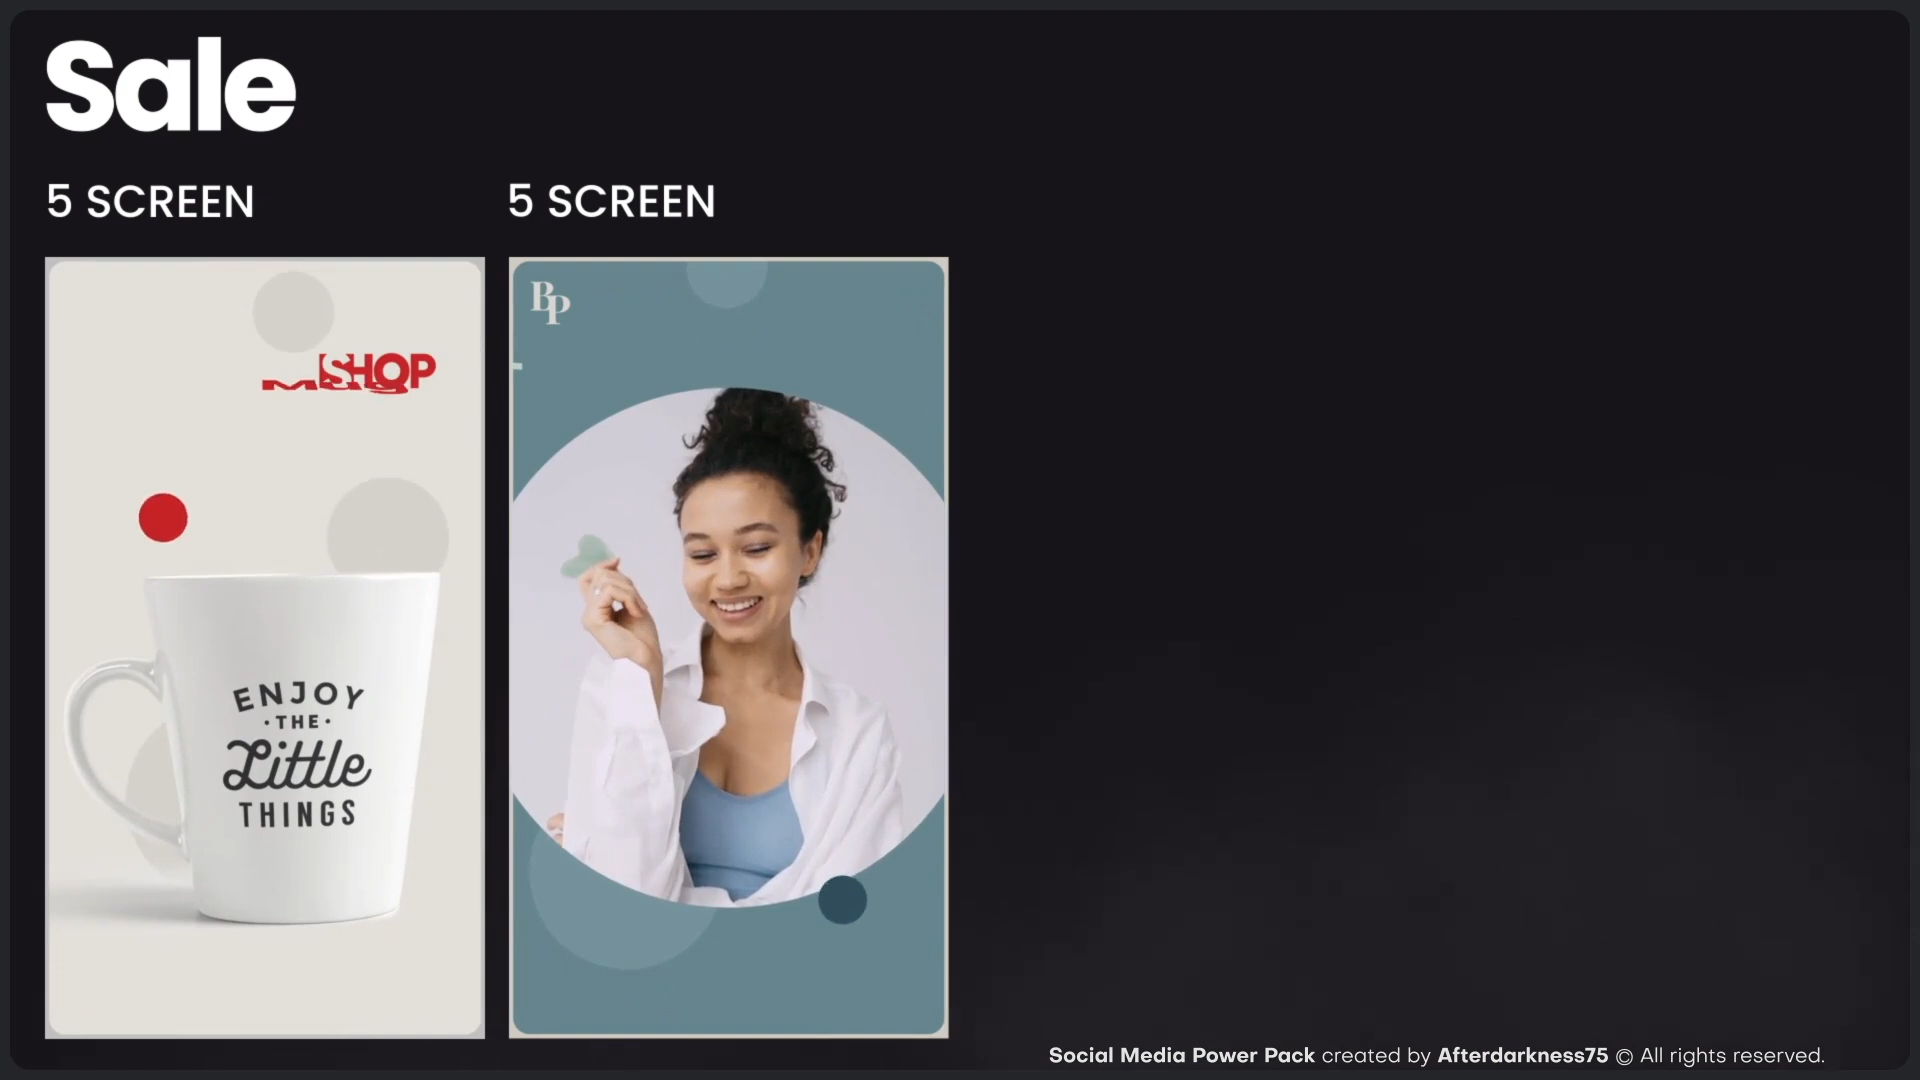 Sale
5 SCREEN
5 SCREEN
SHOP
BP
ENJOY
·THE·
Little
THINGS
Social Media Power Pack created by Afterdarkness75 © All rights reserved.